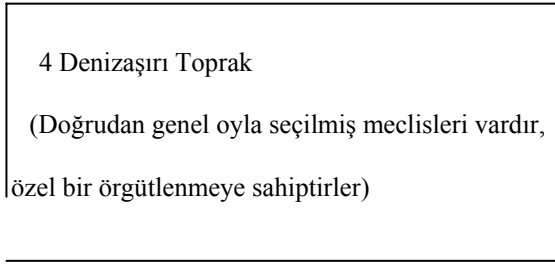 4 Denizaşırı Toprak
(Doğrudan genel oyla seçilmiş meclisleri vardır,
özel bir örgütlenmeye sahiptirler)